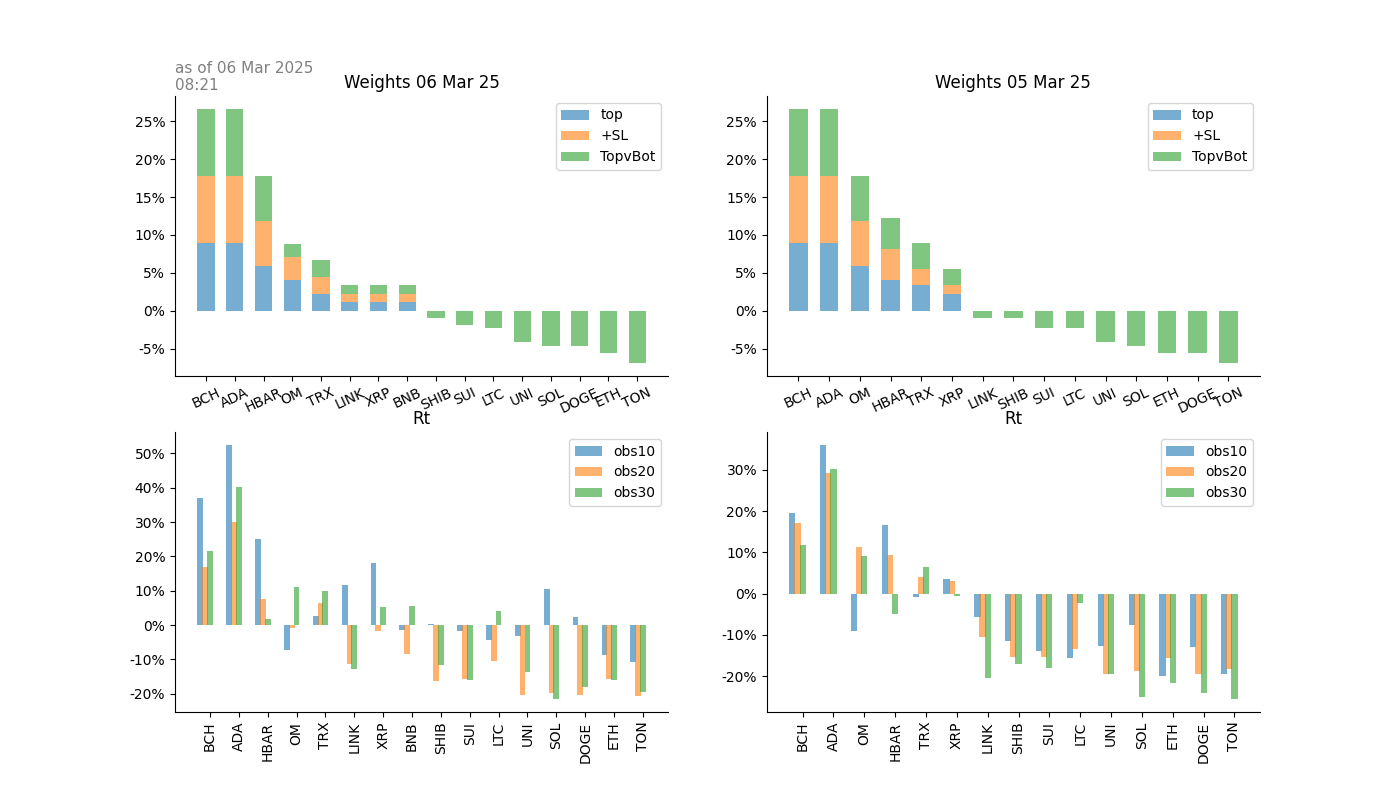 as of 06 Mar 2025
08:21
Weights 06 Mar 25
25%
20%
15%
10%
5%
0%
-5%
top
+SL
TopvBot
BCH ADA HBAR OM TRX LINK XRP BNB SHIB SUI LTC UNI SOL DOGE ETH TON
Weights 05 Mar 25
25%
20%
15%
10%
5%
0%
-5%
top
+SL
TopvBot
BCH ADA OM HBAR TRX XRP LINK SHIB SUI LTC UNI SOL ETH DOGE TON
Rt
50%
40%
30%
20%
10%
0%
-10%
-20%
obs10
obs20
obs30
BCH ADA HBAR OM TRX LINK XRP BNB SHIB SUI LTC UNI SOL DOGE ETH TON
Rt
30%
20%
10%
0%
-10%
-20%
obs10
obs20
obs30
BCH ADA OM HBAR TRX XRP LINK SHIB SUI LTC UNI SOL ETH DOGE TON